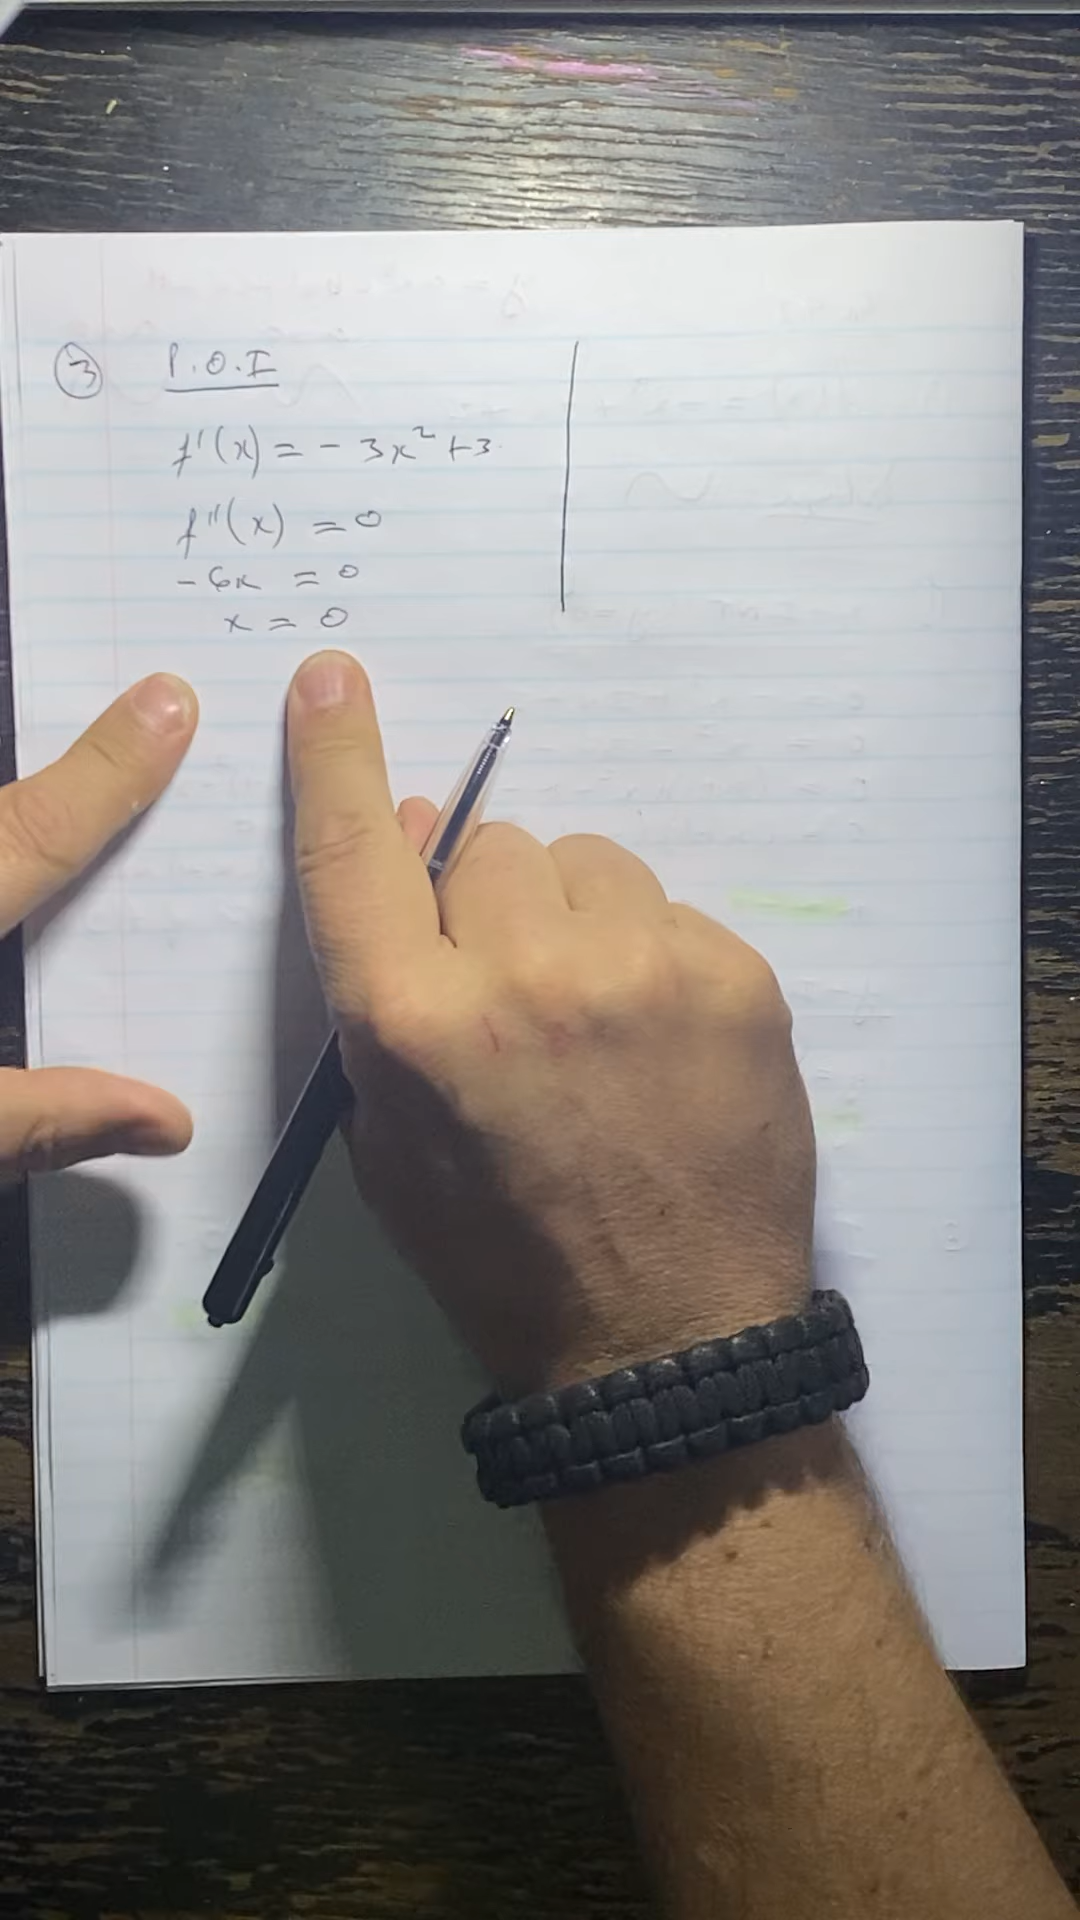 ③ P.O.I
f'(x) = - 3x² + 3
f''(x) = 0
- 6x = 0
x = 0